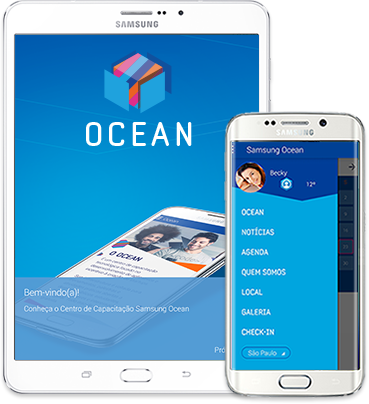 SAMSUNG
OCEAN
O OCEAN
Bem-vindo(a)!
Conheça o Centro de Capacitação Samsung Ocean
SAMSUNG
Samsung Ocean
Becky
12°
OCEAN
NOTÍCIAS
AGENDA
QUEM SOMOS
LOCAL
GALERIA
CHECK-IN
São Paulo